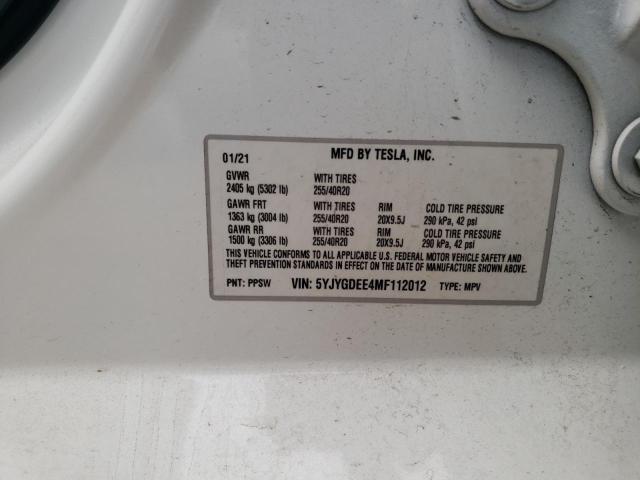 01/21 MFD BY TESLA, INC.
GVWR WITH TIRES
2405 kg (5302 lb) 255/40R20
GAWR FRT WITH TIRES RIM COLD TIRE PRESSURE
1363 kg (3004 lb) 255/40R20 20X9.5J 290 kPa, 42 psi
GAWR RR WITH TIRES RIM COLD TIRE PRESSURE
1500 kg (3306 lb) 255/40R20 20X9.5J 290 kPa, 42 psi
THIS VEHICLE CONFORMS TO ALL APPLICABLE U.S. FEDERAL MOTOR VEHICLE SAFETY AND
THEFT PREVENTION STANDARDS IN EFFECT ON THE DATE OF MANUFACTURE SHOWN ABOVE.
PNT: PPSW VIN: 5YJYGDEE4MF112012 TYPE: MPV